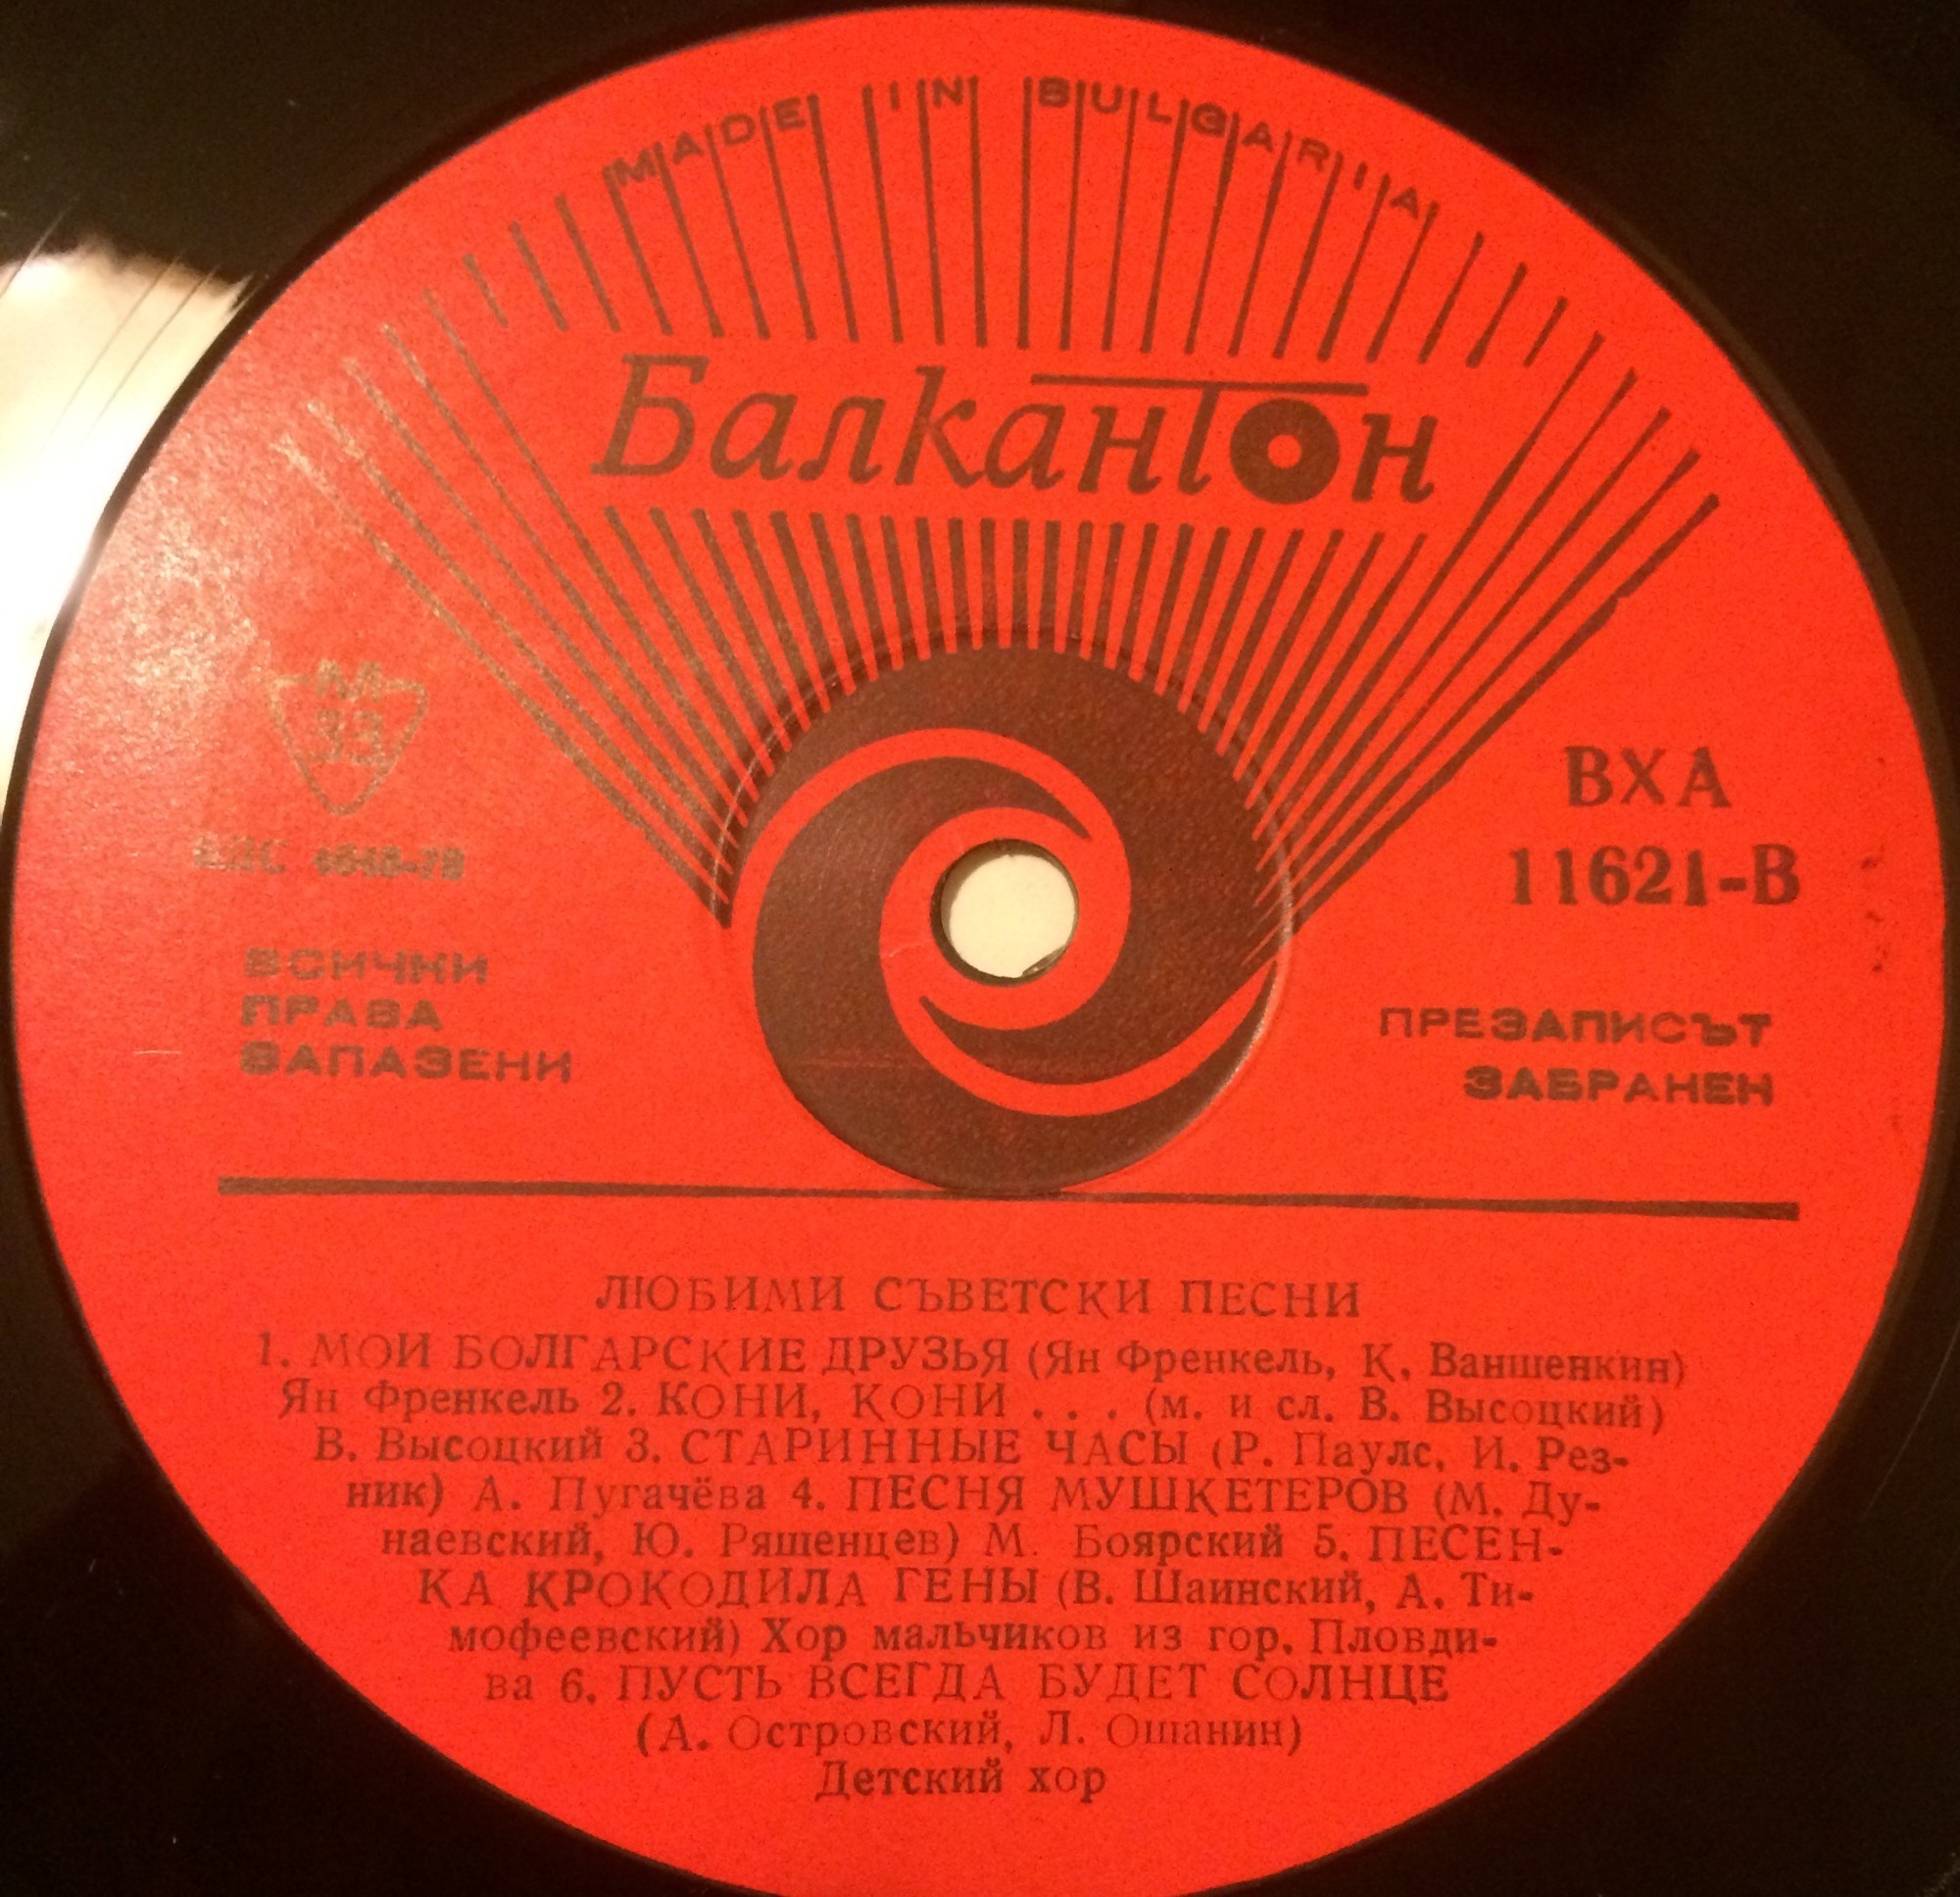 MADE IN BULGARIA
Балкантон
33
ВХА
11621-В
ВСИЧКИ
ПРАВА
ЗАПАЗЕНИ
ПРЕЗАПИСЪТ
ЗАБРАНЕН
ЛЮБИМИ СЪВЕТСКИ ПЕСНИ
1. МОИ БОЛГАРСКИЕ ДРУЗЬЯ (Ян Френкель, К. Ваншенкин)
Ян Френкель 2. КОНИ, КОНИ . . . (м. и сл. В. Высоцкий)
В. Высоцкий 3. СТАРИННЫЕ ЧАСЫ (Р. Паулс, И. Рез-
ник) А. Пугачёва 4. ПЕСНЯ МУШКЕТЕРОВ (М. Ду-
наевский, Ю. Ряшенцев) М. Боярский 5. ПЕСЕН-
КА КРОКОДИЛА ГЕНЫ (В. Шаинский, А. Ти-
мофеевский) Хор мальчиков из гор. Пловди-
ва 6. ПУСТЬ ВСЕГДА БУДЕТ СОЛНЦЕ
(А. Островский, Л. Ошанин)
Детский хор